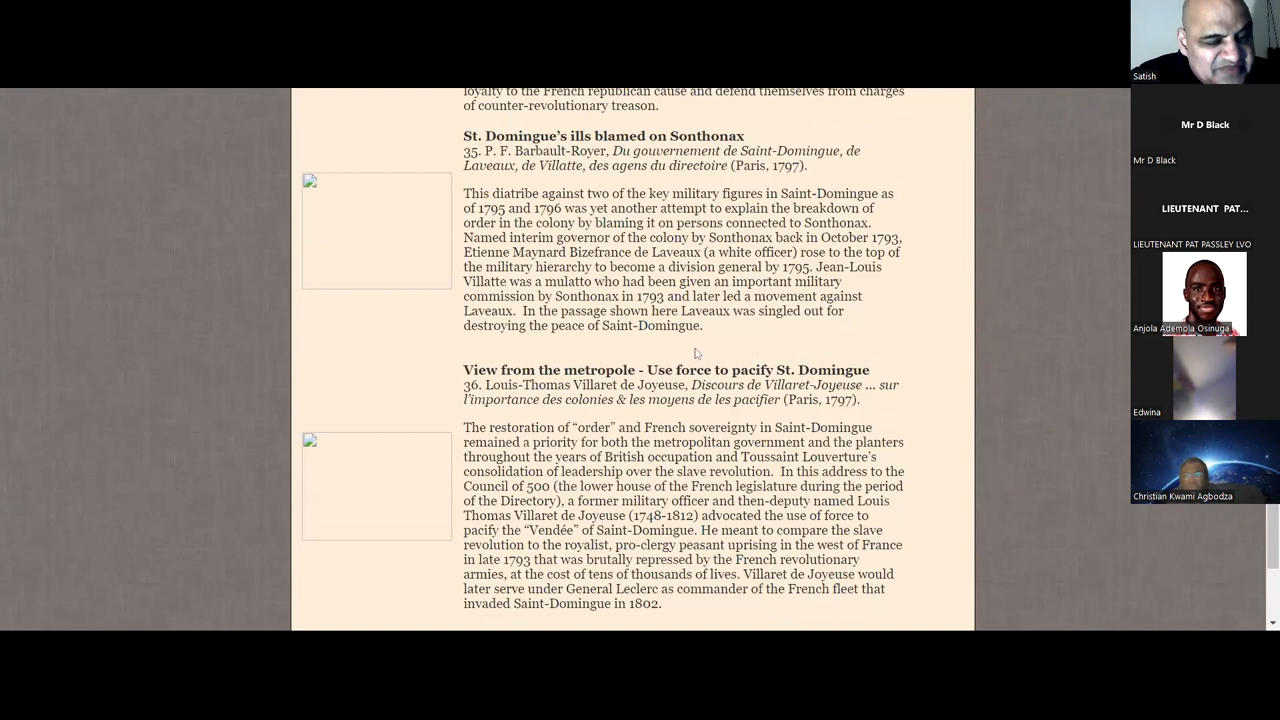 loyalty to the French republican cause and defend themselves from charges
of counter-revolutionary treason.
St. Domingue's ills blamed on Sonthonax
35. P. F. Barbault-Royer, Du gouvernement de Saint-Domingue, de
Laveaux, de Villatte, des agens du directoire (Paris, 1797).
This diatribe against two of the key military figures in Saint-Domingue as
of 1795 and 1796 was yet another attempt to explain the breakdown of
order in the colony by blaming it on persons connected to Sonthonax.
Named interim governor of the colony by Sonthonax back in October 1793,
Etienne Maynard Bizefrance de Laveaux (a white officer) rose to the top of
the military hierarchy to become a division general by 1795. Jean-Louis
Villatte was a mulatto who had been given an important military
commission by Sonthonax in 1793 and later led a movement against
Laveaux.  In the passage shown here Laveaux was singled out for
destroying the peace of Saint-Domingue.
View from the metropole - Use force to pacify St. Domingue
36. Louis-Thomas Villaret de Joyeuse, Discours de Villaret-Joyeuse ... sur
l'importance des colonies & les moyens de les pacifier (Paris, 1797).
The restoration of "order" and French sovereignty in Saint-Domingue
remained a priority for both the metropolitan government and the planters
throughout the years of British occupation and Toussaint Louverture's
consolidation of leadership over the slave revolution.  In this address to the
Council of 500 (the lower house of the French legislature during the period
of the Directory), a former military officer and then-deputy named Louis
Thomas Villaret de Joyeuse (1748-1812) advocated the use of force to
pacify the "Vendée" of Saint-Domingue. He meant to compare the slave
revolution to the royalist, pro-clergy peasant uprising in the west of France
in late 1793 that was brutally repressed by the French revolutionary
armies, at the cost of tens of thousands of lives. Villaret de Joyeuse would
later serve under General Leclerc as commander of the French fleet that
invaded Saint-Domingue in 1802.
Satish
Mr D Black
Mr D Black
LIEUTENANT PAT...
LIEUTENANT PAT PASSLEY LVO
Anjola Ademola Osinuga
Edwina
Christian Kwami Agbodza